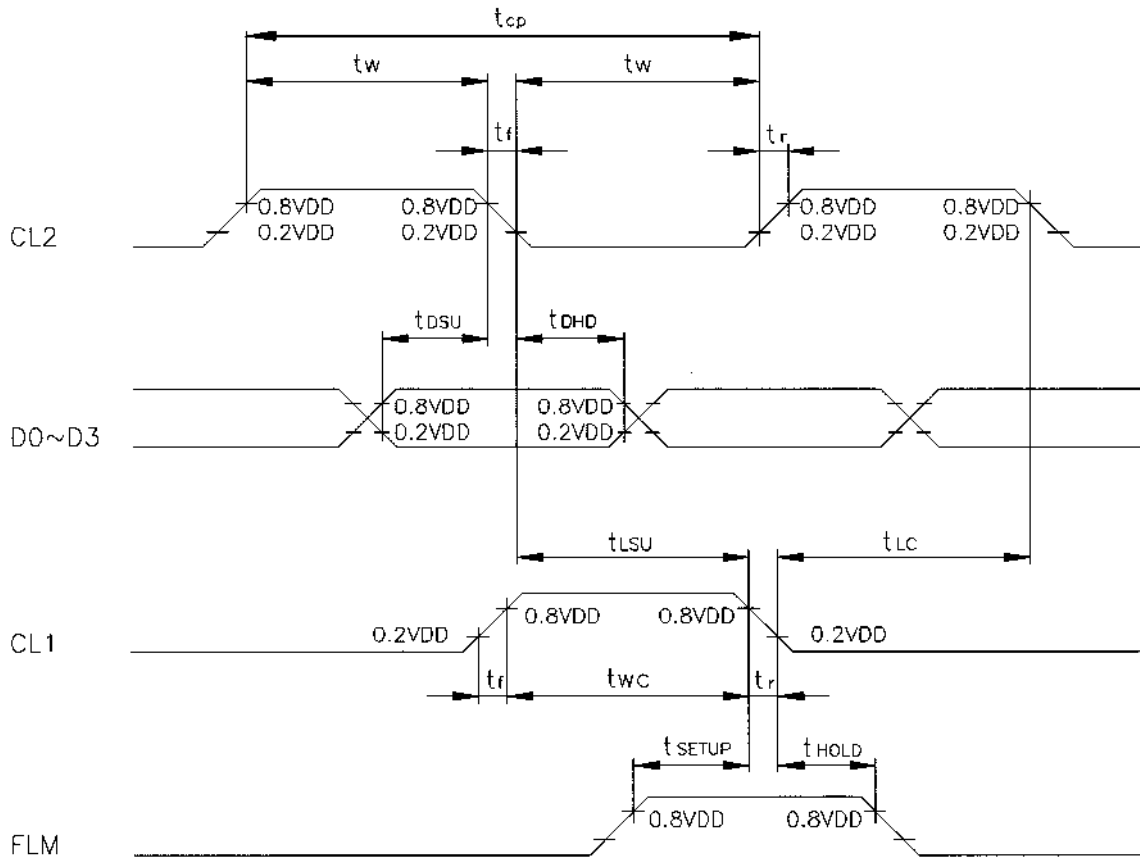 tcp
tw tw
tf tr
0.8VDD 0.8VDD 0.8VDD 0.8VDD
CL2 0.2VDD 0.2VDD 0.2VDD 0.2VDD
tDSU tDHD
0.8VDD 0.8VDD
D0~D3 0.2VDD 0.2VDD
tLSU tLC
0.8VDD 0.8VDD
CL1 0.2VDD 0.2VDD
tf twc tr
tSETUP tHOLD
0.8VDD 0.8VDD
FLM